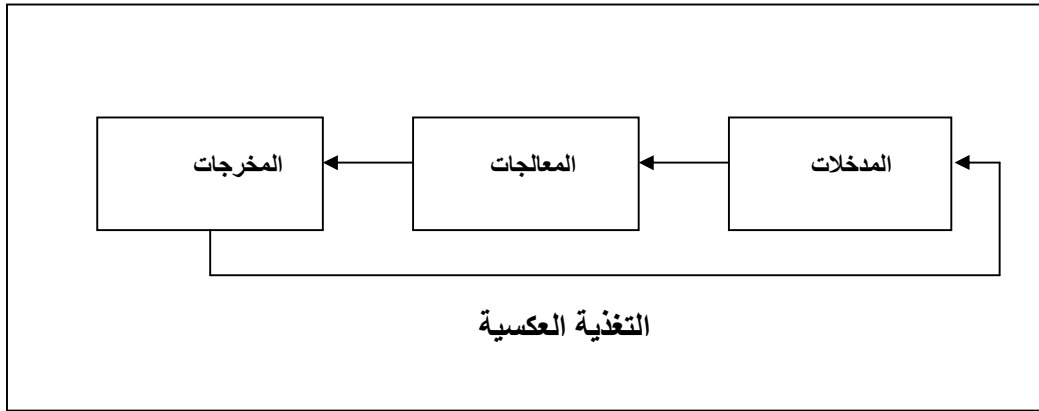 المدخلات
المعالجات
المخرجات
التغذية العكسية